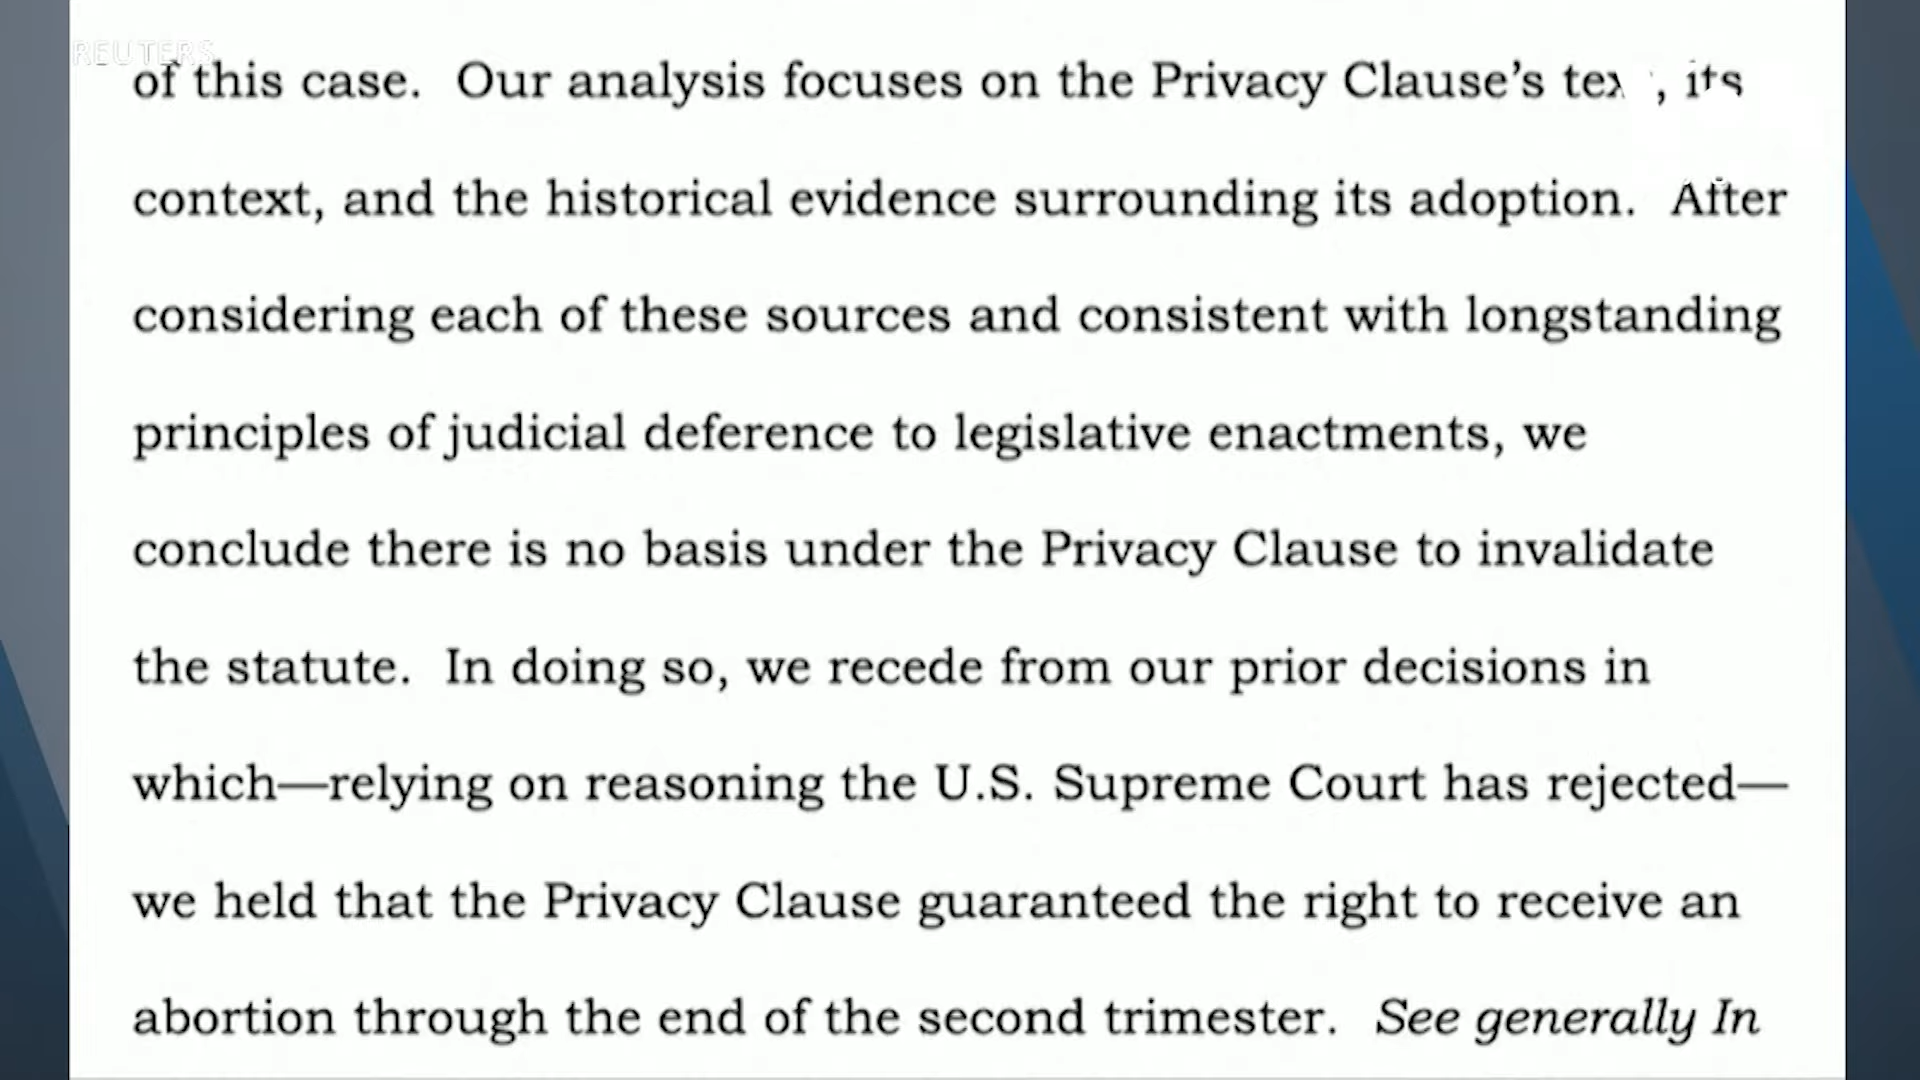 REUTERS
of this case. Our analysis focuses on the Privacy Clause's text, its
context, and the historical evidence surrounding its adoption. After
considering each of these sources and consistent with longstanding
principles of judicial deference to legislative enactments, we
conclude there is no basis under the Privacy Clause to invalidate
the statute. In doing so, we recede from our prior decisions in
which—relying on reasoning the U.S. Supreme Court has rejected—
we held that the Privacy Clause guaranteed the right to receive an
abortion through the end of the second trimester. See generally In